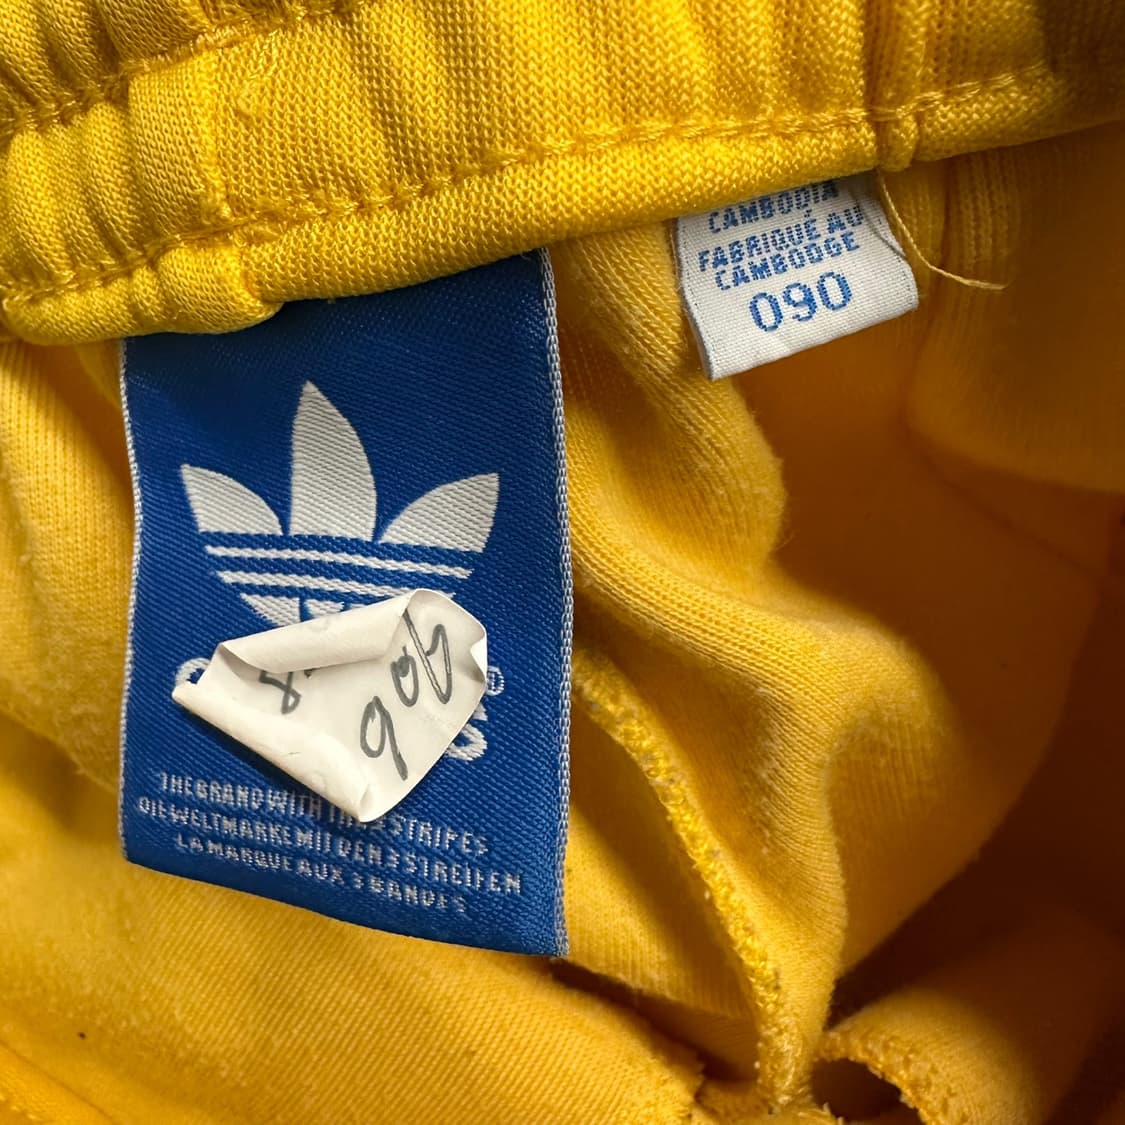 CAMBODIA
FABRIQUÉ AU
CAMBODGE
090
®
THE BRAND WITH THE 3 STRIPES
DIE WELTMARKE MIT DEN 3 STREIFEN
LA MARQUE AUX 3 BANDES